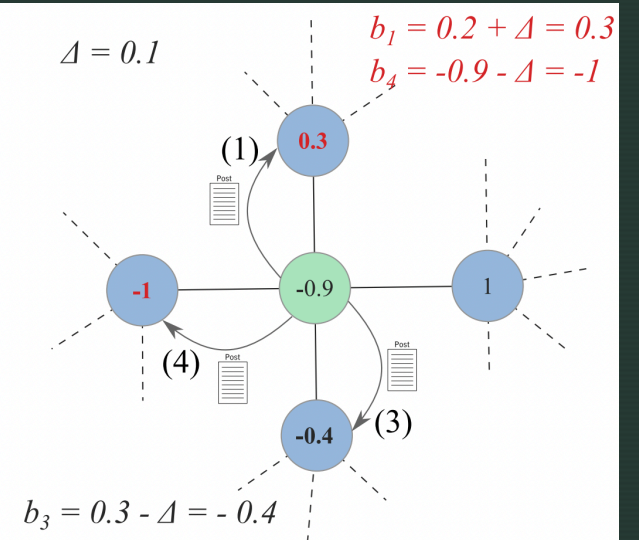 Δ = 0.1
b₁ = 0.2 + Δ = 0.3
b₄ = -0.9 - Δ = -1
(1)
0.3
Post
-1
-0.9
1
(4)
Post
Post
(3)
-0.4
b₃ = 0.3 - Δ = - 0.4